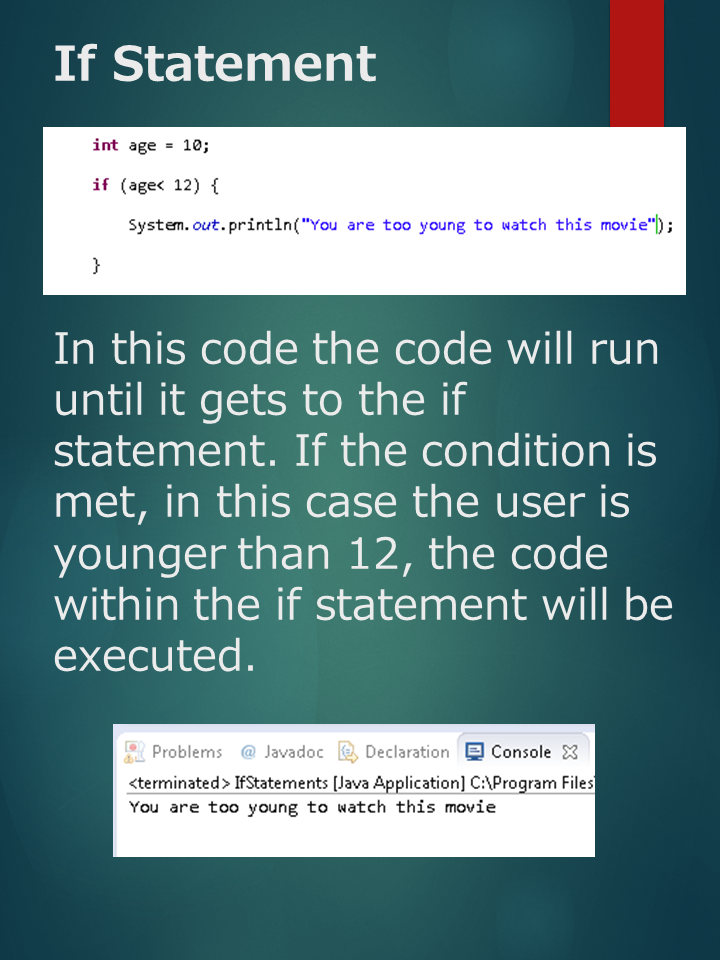 If Statement
int age = 10;
if (age< 12) {
System.out.println("You are too young to watch this movie");
}
In this code the code will run
until it gets to the if
statement. If the condition is
met, in this case the user is
younger than 12, the code
within the if statement will be
executed.
Problems @ Javadoc Declaration Console
<terminated> IfStatements [Java Application] C:\Program Files\
You are too young to watch this movie